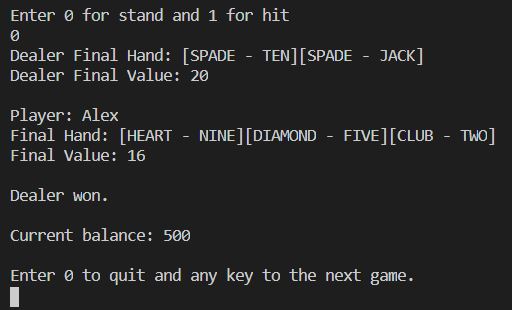 Enter 0 for stand and 1 for hit
0
Dealer Final Hand: [SPADE - TEN][SPADE - JACK]
Dealer Final Value: 20
Player: Alex
Final Hand: [HEART - NINE][DIAMOND - FIVE][CLUB - TWO]
Final Value: 16
Dealer won.
Current balance: 500
Enter 0 to quit and any key to the next game.